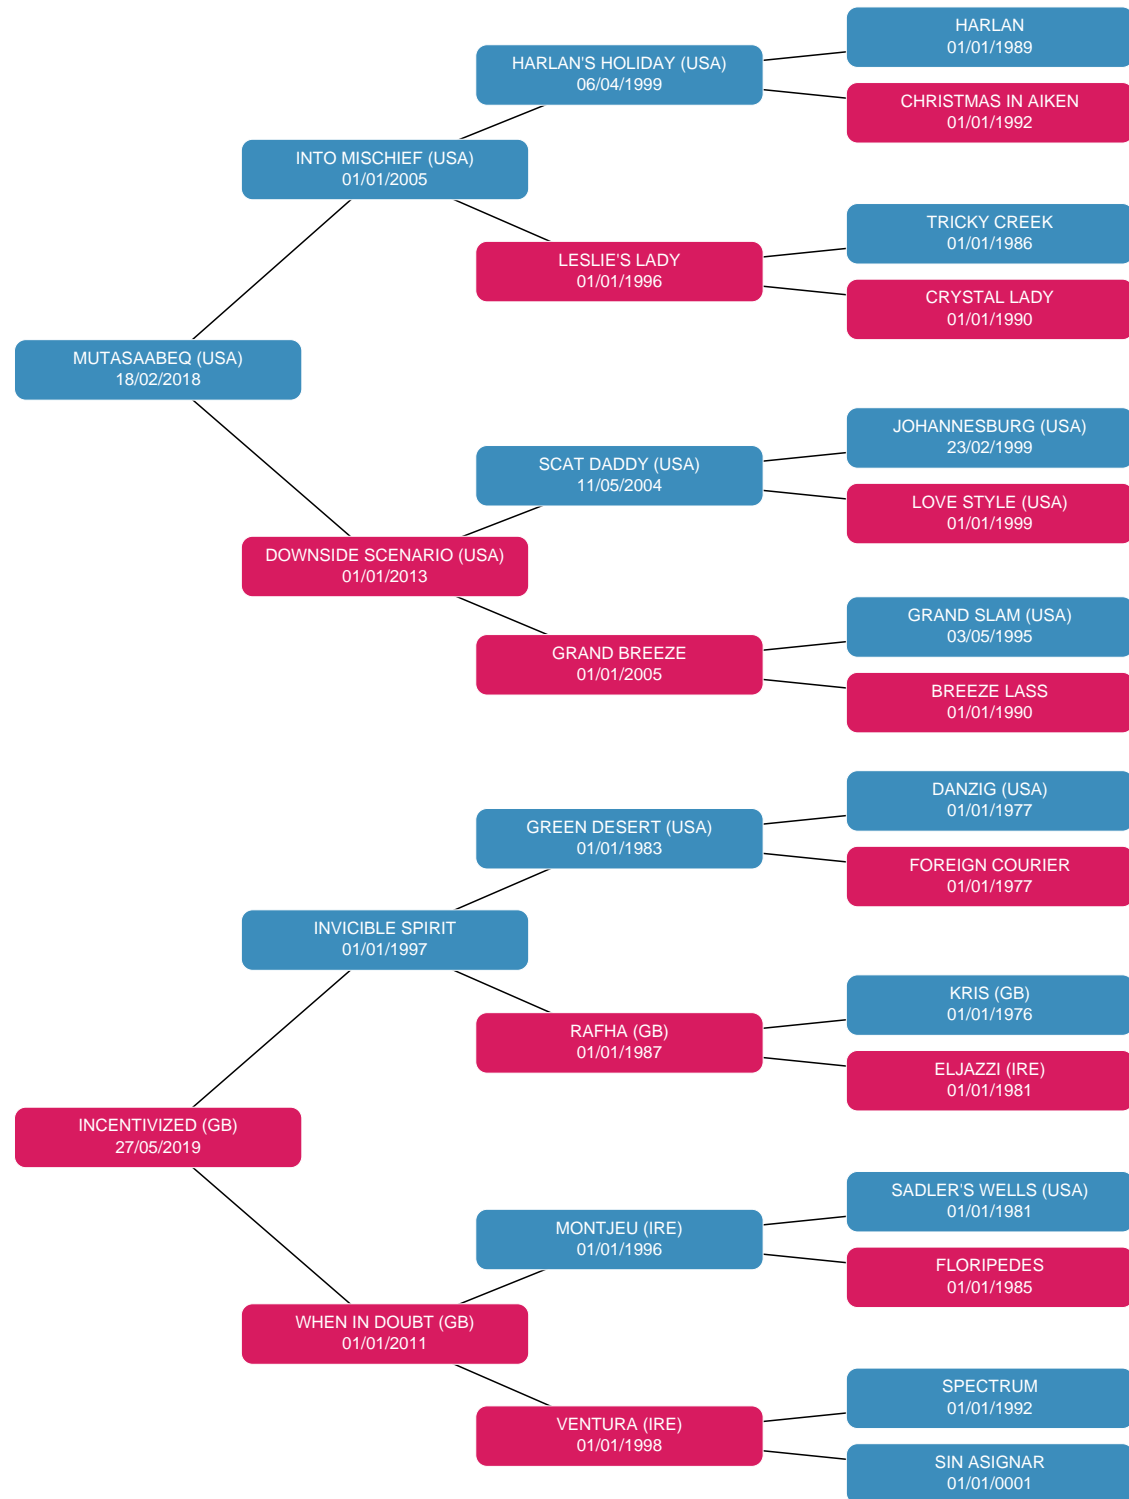 HARLAN
01/01/1989
HARLAN'S HOLIDAY (USA)
06/04/1999
CHRISTMAS IN AIKEN
01/01/1992
INTO MISCHIEF (USA)
01/01/2005
TRICKY CREEK
01/01/1986
LESLIE'S LADY
01/01/1996
CRYSTAL LADY
01/01/1990
MUTASAABEQ (USA)
18/02/2018
JOHANNESBURG (USA)
23/02/1999
SCAT DADDY (USA)
11/05/2004
LOVE STYLE (USA)
01/01/1999
DOWNSIDE SCENARIO (USA)
01/01/2013
GRAND SLAM (USA)
03/05/1995
GRAND BREEZE
01/01/2005
BREEZE LASS
01/01/1990
DANZIG (USA)
01/01/1977
GREEN DESERT (USA)
01/01/1983
FOREIGN COURIER
01/01/1977
INVICIBLE SPIRIT
01/01/1997
KRIS (GB)
01/01/1976
RAFHA (GB)
01/01/1987
ELJAZZI (IRE)
01/01/1981
INCENTIVIZED (GB)
27/05/2019
SADLER'S WELLS (USA)
01/01/1981
MONTJEU (IRE)
01/01/1996
FLORIPEDES
01/01/1985
WHEN IN DOUBT (GB)
01/01/2011
SPECTRUM
01/01/1992
VENTURA (IRE)
01/01/1998
SIN ASIGNAR
01/01/0001